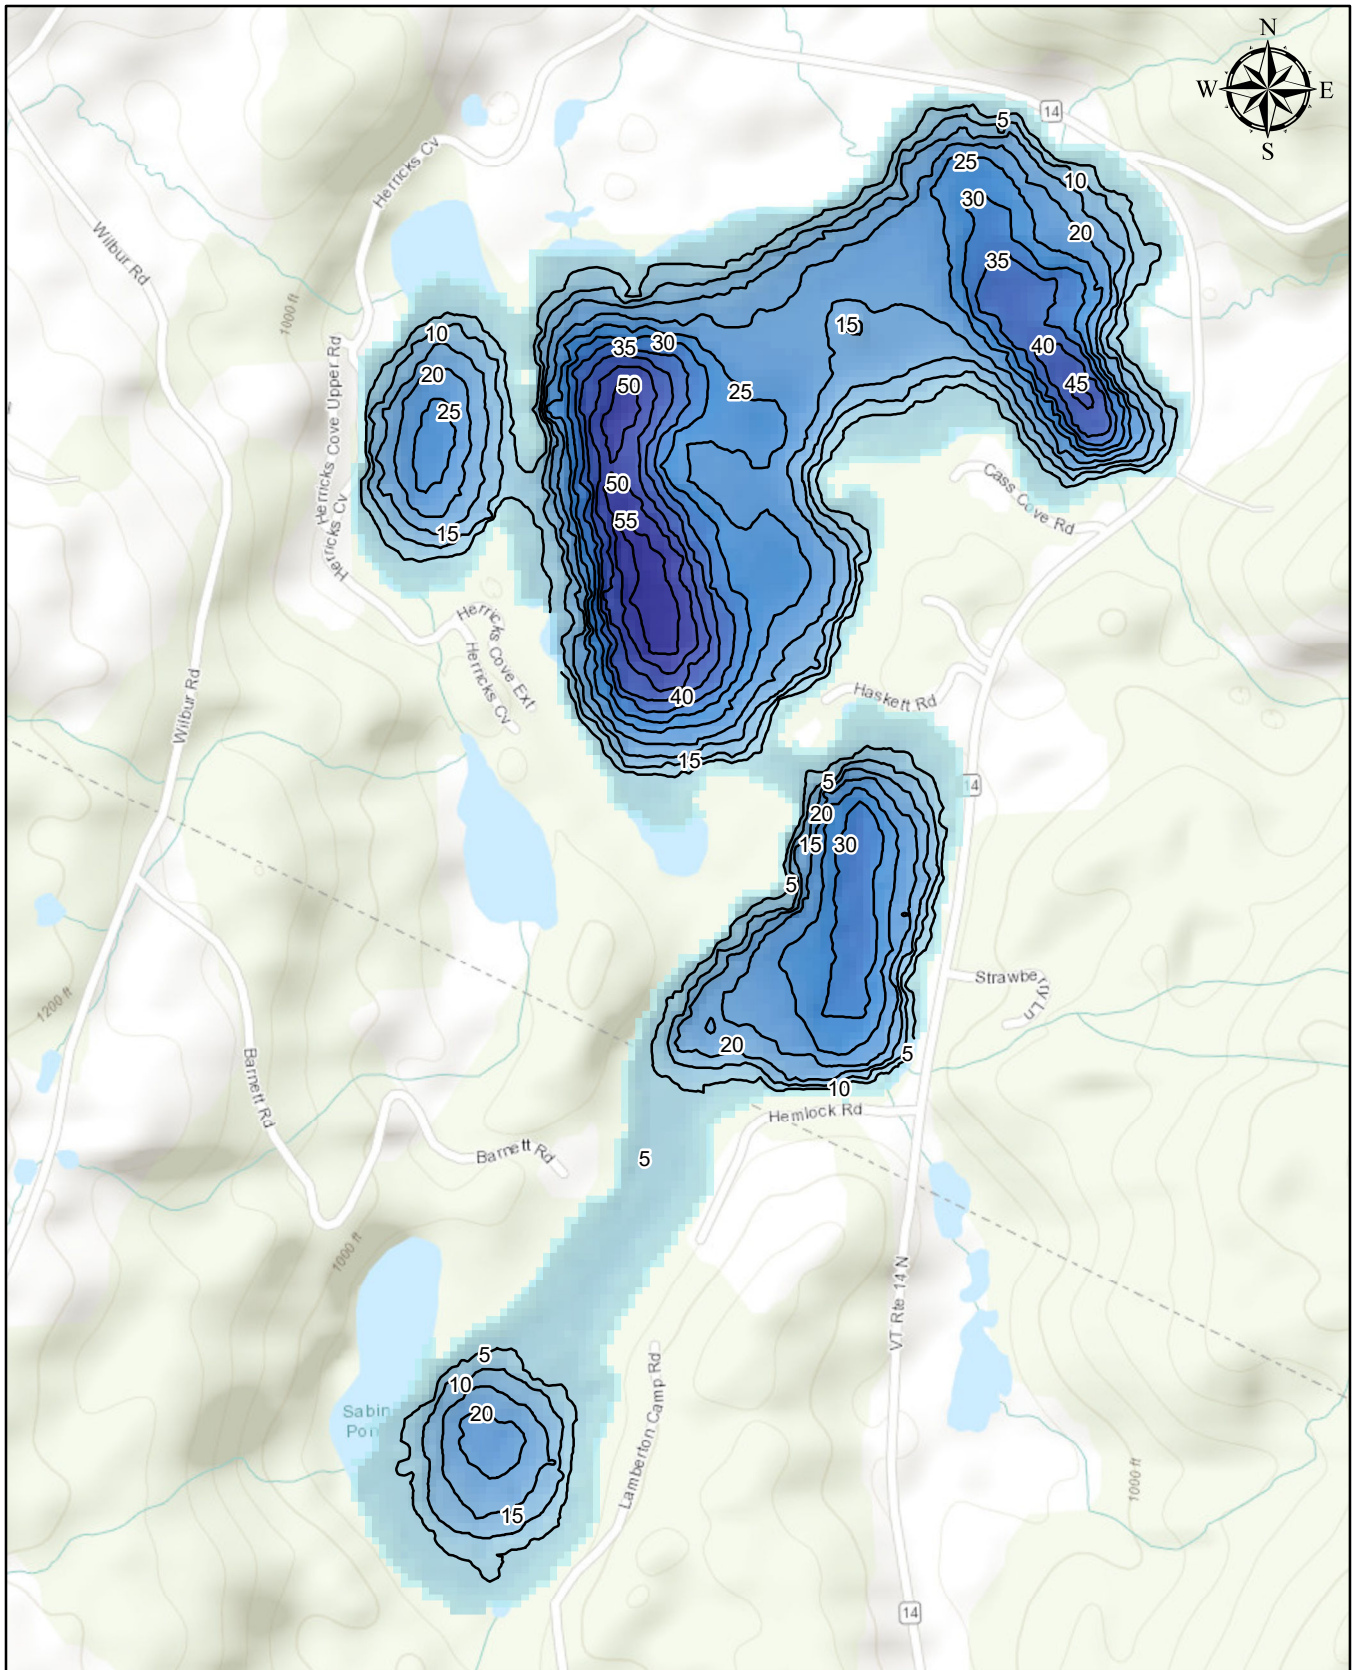 N
W E
S
14
5
Herricks Cv
25
10
30
Wilbur Rd
20
35
1000 ft
15
10
35 30
40
20
50
45
25
25
Herricks Cove Upper Rd
50
Cass Cove Rd
55
15
Herricks Cv
Herricks Cove Ext
Herricks Cv
Wilbur Rd
40
Haskett Rd
15
5
14
20
15 30
5
1200 ft
Strawberry Ln
20
5
Barnett Rd
10
Hemlock Rd
Barnett Rd
5
1000 ft
VT Rte 14 N
5
10
Lamberton Camp Rd
20
Sabin
Pon
15
1000 ft
14